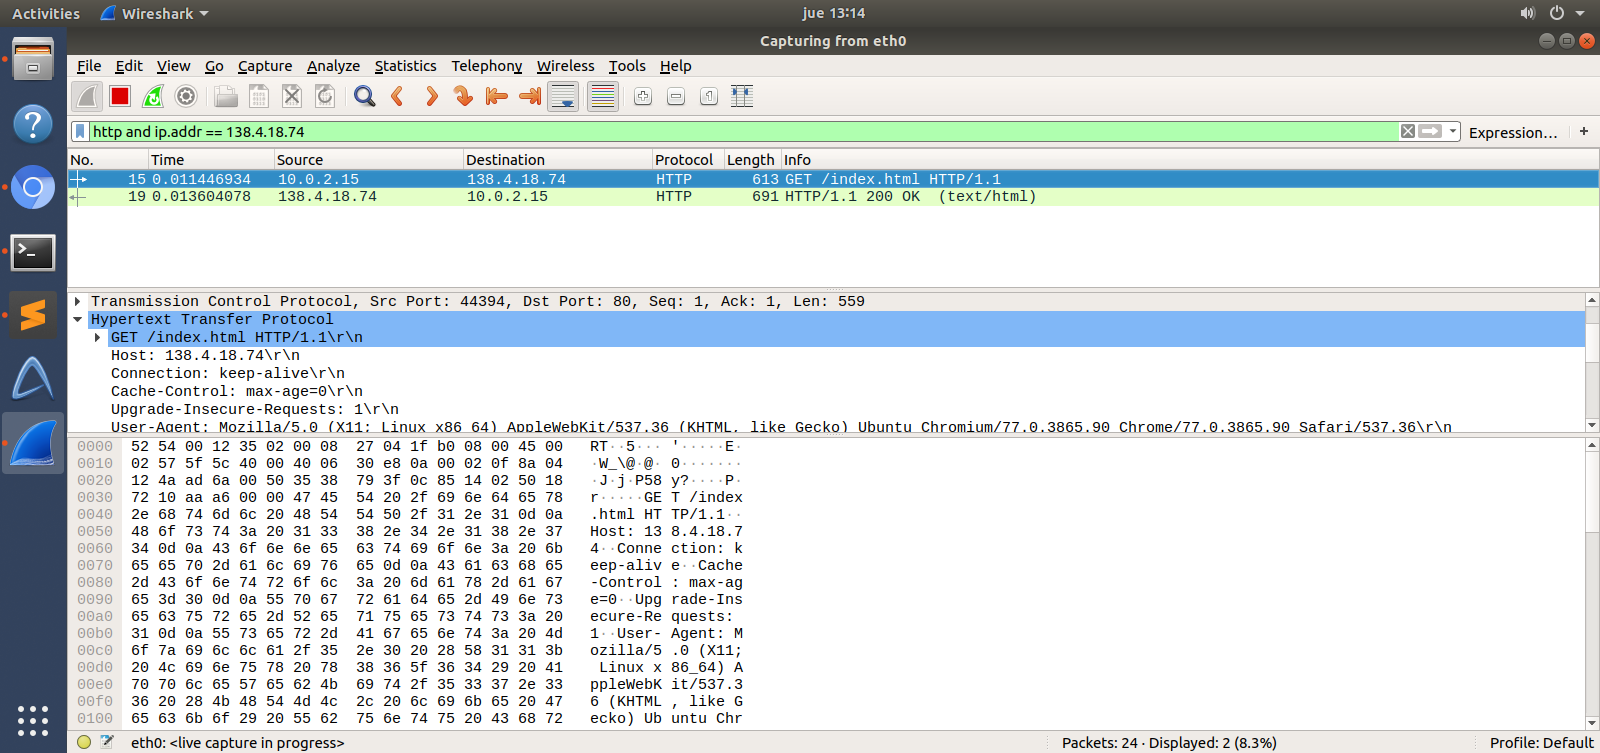 Activities Wireshark jue 13:14
Capturing from eth0
File Edit View Go Capture Analyze Statistics Telephony Wireless Tools Help
http and ip.addr == 138.4.18.74 Expression… +
No. Time Source Destination Protocol Length Info
15 0.011446934 10.0.2.15 138.4.18.74 HTTP 613 GET /index.html HTTP/1.1
19 0.013604078 138.4.18.74 10.0.2.15 HTTP 691 HTTP/1.1 200 OK (text/html)
Transmission Control Protocol, Src Port: 44394, Dst Port: 80, Seq: 1, Ack: 1, Len: 559
Hypertext Transfer Protocol
GET /index.html HTTP/1.1\r\n
Host: 138.4.18.74\r\n
Connection: keep-alive\r\n
Cache-Control: max-age=0\r\n
Upgrade-Insecure-Requests: 1\r\n
User-Agent: Mozilla/5.0 (X11; Linux x86_64) AppleWebKit/537.36 (KHTML, like Gecko) Ubuntu Chromium/77.0.3865.90 Chrome/77.0.3865.90 Safari/537.36\r\n
0000 52 54 00 12 35 02 00 08 27 04 1f b0 08 00 45 00 RT··5··· '·····E·
0010 02 57 5f 5c 40 00 40 06 30 e8 0a 00 02 0f 8a 04 ·W_\@·@· 0·······
0020 12 4a ad 6a 00 50 35 38 79 3f 0c 85 14 02 50 18 ·J·j·P58 y?····P·
0030 72 10 aa a6 00 00 47 45 54 20 2f 69 6e 64 65 78 r·····GE T /index
0040 2e 68 74 6d 6c 20 48 54 54 50 2f 31 2e 31 0d 0a .html HT TP/1.1··
0050 48 6f 73 74 3a 20 31 33 38 2e 34 2e 31 38 2e 37 Host: 13 8.4.18.7
0060 34 0d 0a 43 6f 6e 6e 65 63 74 69 6f 6e 3a 20 6b 4··Conne ction: k
0070 65 65 70 2d 61 6c 69 76 65 0d 0a 43 61 63 68 65 eep-aliv e··Cache
0080 2d 43 6f 6e 74 72 6f 6c 3a 20 6d 61 78 2d 61 67 -Control : max-ag
0090 65 3d 30 0d 0a 55 70 67 72 61 64 65 2d 49 6e 73 e=0··Upg rade-Ins
00a0 65 63 75 72 65 2d 52 65 71 75 65 73 74 73 3a 20 ecure-Re quests:
00b0 31 0d 0a 55 73 65 72 2d 41 67 65 6e 74 3a 20 4d 1··User- Agent: M
00c0 6f 7a 69 6c 6c 61 2f 35 2e 30 20 28 58 31 31 3b ozilla/5 .0 (X11;
00d0 20 4c 69 6e 75 78 20 78 38 36 5f 36 34 29 20 41 Linux x 86_64) A
00e0 70 70 6c 65 57 65 62 4b 69 74 2f 35 33 37 2e 33 ppleWebK it/537.3
00f0 36 20 28 4b 48 54 4d 4c 2c 20 6c 69 6b 65 20 47 6 (KHTML , like G
0100 65 63 6b 6f 29 20 55 62 75 6e 74 75 20 43 68 72 ecko) Ub untu Chr
eth0: <live capture in progress> Packets: 24 · Displayed: 2 (8.3%) Profile: Default